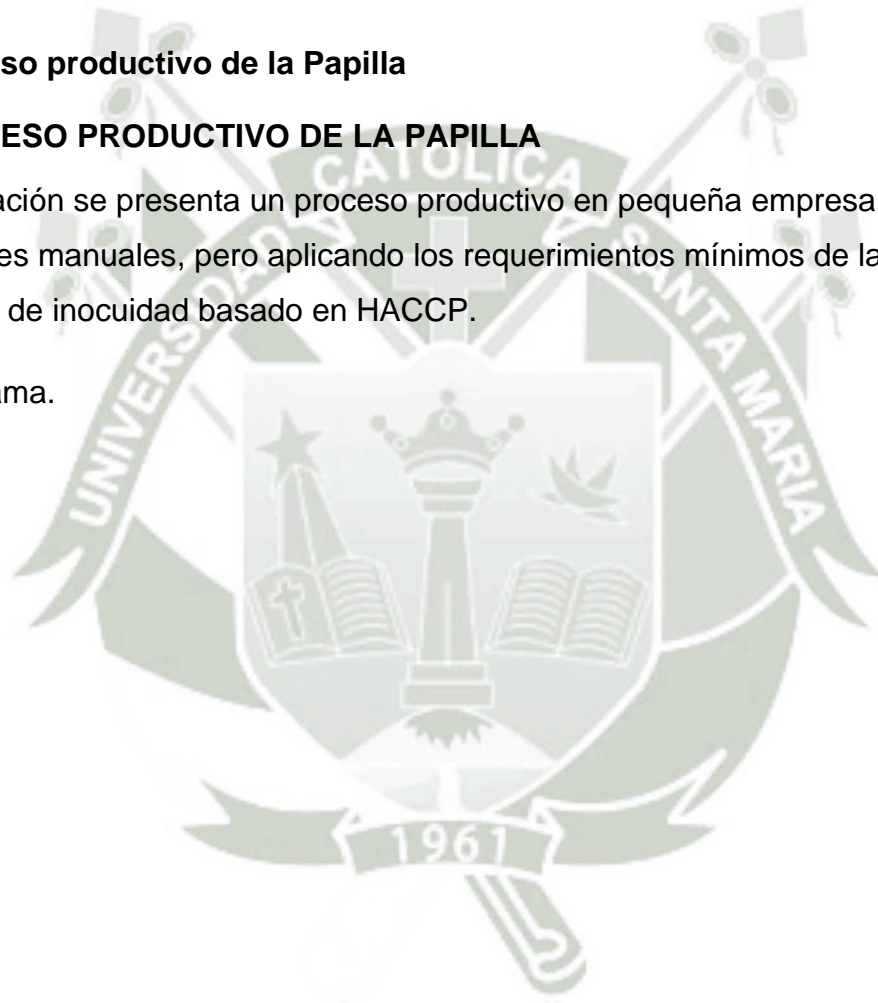 so productivo de la Papilla
ESO PRODUCTIVO DE LA PAPILLA
ación se presenta un proceso productivo en pequeña empresa
es manuales, pero aplicando los requerimientos mínimos de la
de inocuidad basado en HACCP.
ama.
UNIVERSIDAD CATOLICA SANTA MARIA
1961